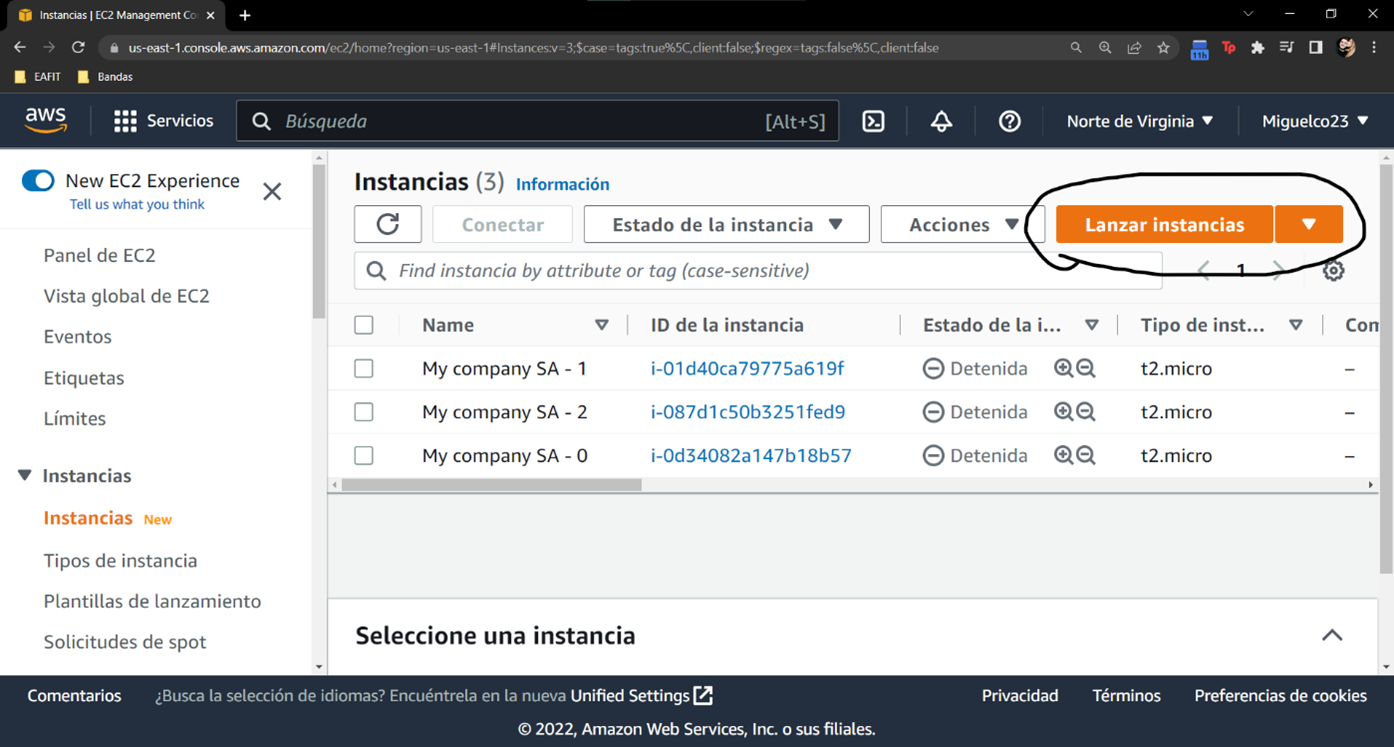 Instancias | EC2 Management Co
us-east-1.console.aws.amazon.com/ec2/home?region=us-east-1#Instances:v=3;$case=tags:true%5C,client:false;$regex=tags:false%5C,client:false
11h
Tp
EAFIT
Bandas
aws
Servicios
Búsqueda
[Alt+S]
Norte de Virginia
Miguelco23
New EC2 Experience
Tell us what you think
Panel de EC2
Vista global de EC2
Eventos
Etiquetas
Límites
Instancias
Instancias New
Tipos de instancia
Plantillas de lanzamiento
Solicitudes de spot
Instancias (3) Información
Conectar
Estado de la instancia
Acciones
Lanzar instancias
Find instancia by attribute or tag (case-sensitive)
1
Name ID de la instancia Estado de la i... Tipo de inst... Com
My company SA - 1 i-01d40ca79775a619f Detenida t2.micro –
My company SA - 2 i-087d1c50b3251fed9 Detenida t2.micro –
My company SA - 0 i-0d34082a147b18b57 Detenida t2.micro –
Seleccione una instancia
Comentarios ¿Busca la selección de idiomas? Encuéntrela en la nueva Unified Settings Privacidad Términos Preferencias de cookies
© 2022, Amazon Web Services, Inc. o sus filiales.